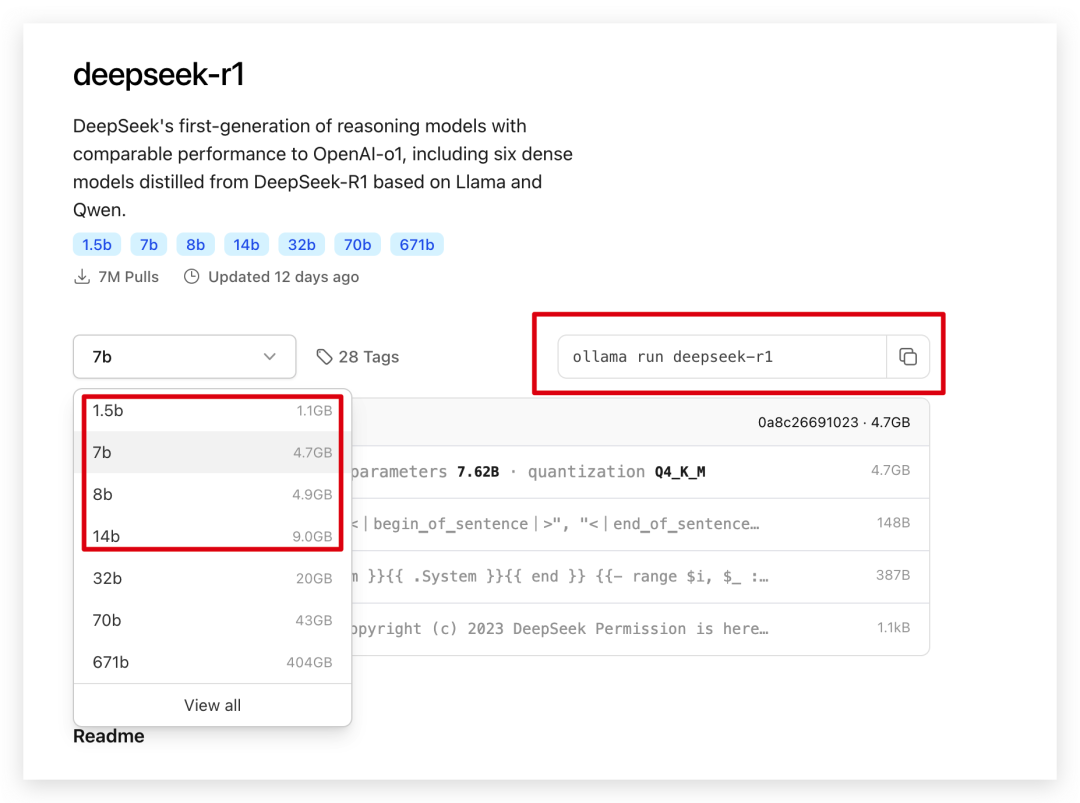 deepseek-r1
DeepSeek's first-generation of reasoning models with
comparable performance to OpenAI-o1, including six dense
models distilled from DeepSeek-R1 based on Llama and
Qwen.
1.5b 7b 8b 14b 32b 70b 671b
7M Pulls Updated 12 days ago
7b 28 Tags ollama run deepseek-r1
1.5b 1.1GB
7b 4.7GB
8b 4.9GB
14b 9.0GB
32b 20GB
70b 43GB
671b 404GB
View all
0a8c26691023 · 4.7GB
parameters 7.62B · quantization Q4_K_M 4.7GB
<|begin_of_sentence|>", "<|end_of_sentence… 148B
}}{{ .System }}{{ end }} {{- range $i, $_ :… 387B
(c) 2023 DeepSeek Permission is here… 1.1kB
Readme